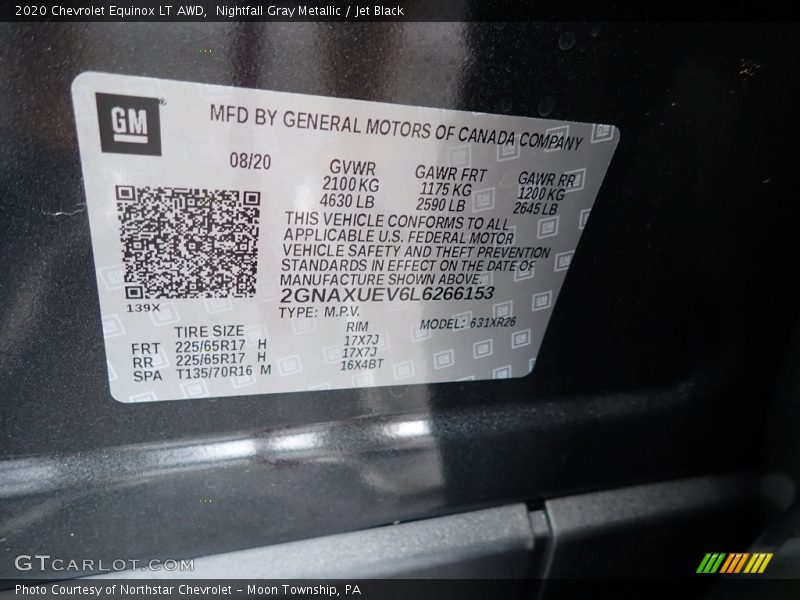 2020 Chevrolet Equinox LT AWD,  Nightfall Gray Metallic / Jet Black
GM
MFD BY GENERAL MOTORS OF CANADA COMPANY
08/20
GVWR GAWR FRT GAWR RR
2100 KG 1175 KG 1200 KG
4630 LB 2590 LB 2645 LB
THIS VEHICLE CONFORMS TO ALL
APPLICABLE U.S. FEDERAL MOTOR
VEHICLE SAFETY AND THEFT PREVENTION
STANDARDS IN EFFECT ON THE DATE OF
MANUFACTURE SHOWN ABOVE.
2GNAXUEV6L6266153
139X
TYPE: M.P.V. MODEL: 631XR26
TIRE SIZE RIM
FRT 225/65R17 H 17X7J
RR 225/65R17 H 17X7J
SPA T135/70R16 M 16X4BT
GTCARLOT.COM
Photo Courtesy of Northstar Chevrolet – Moon Township, PA